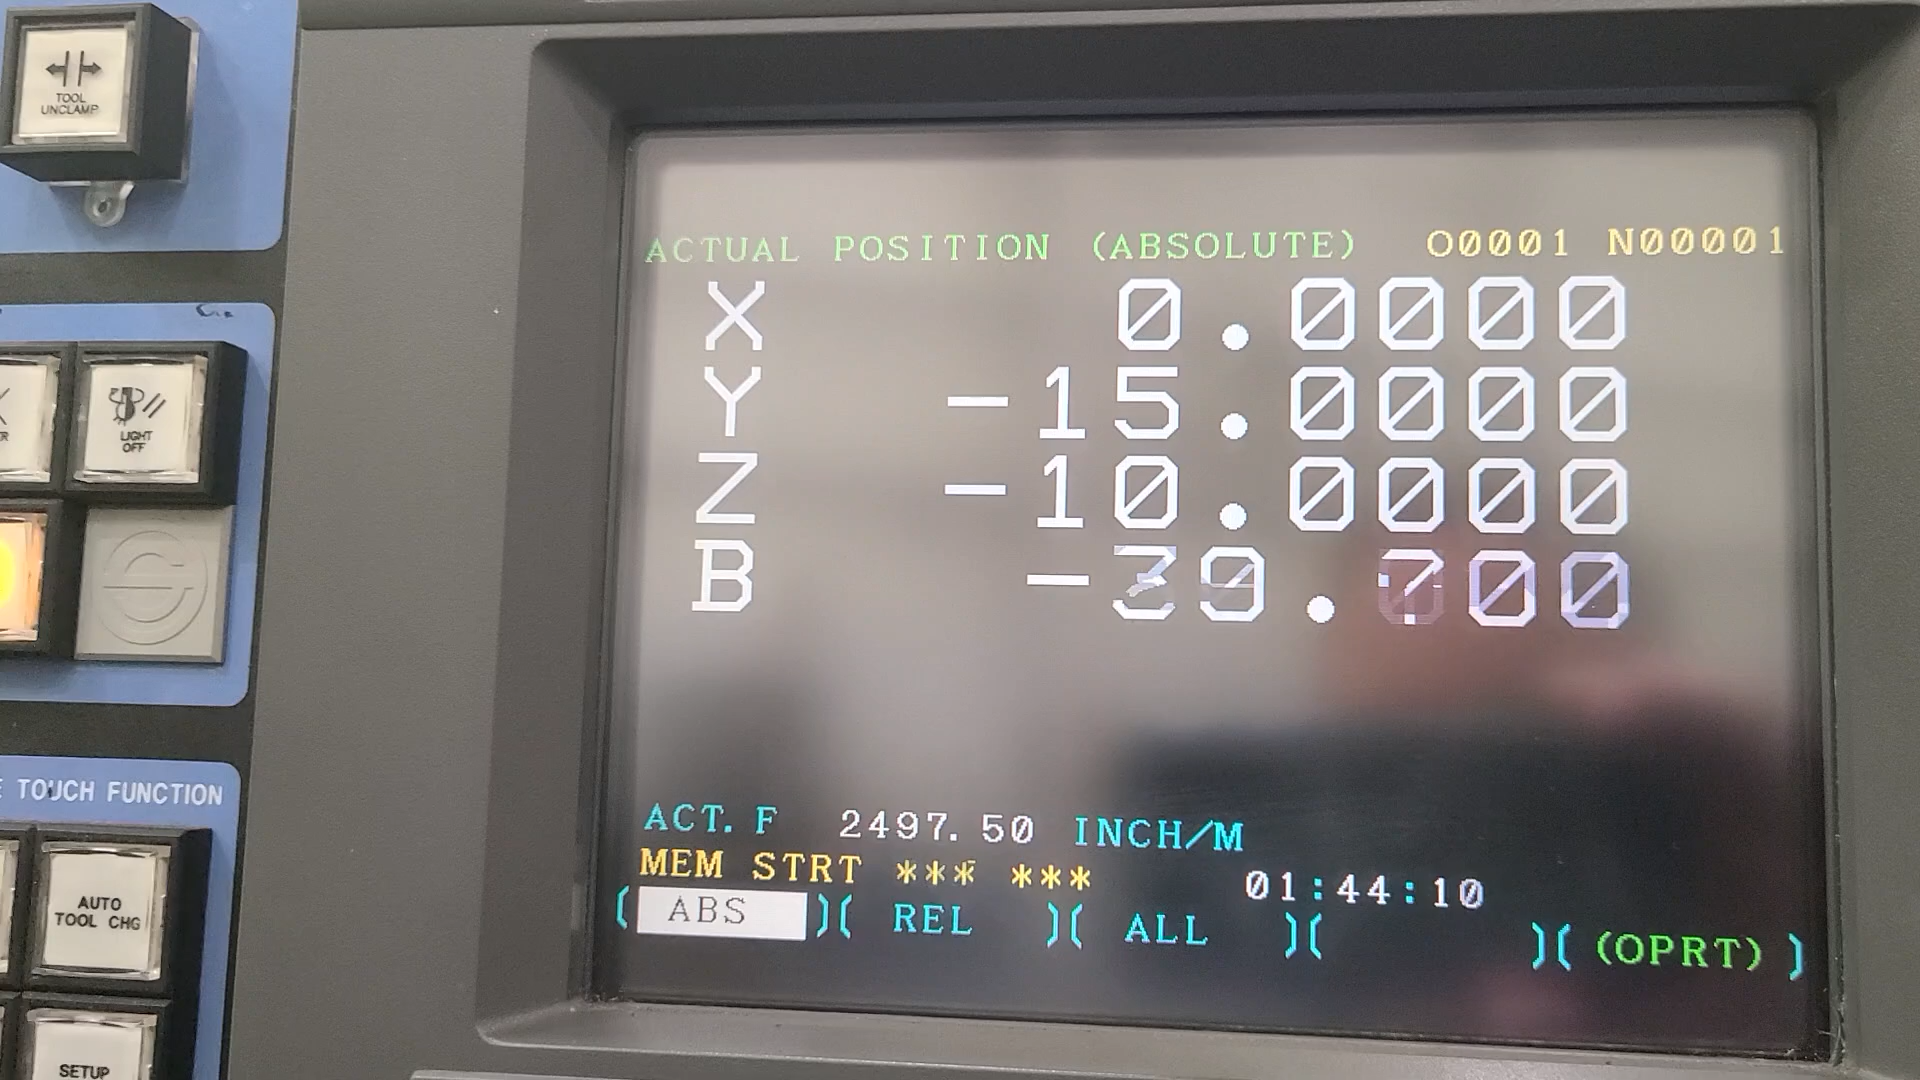 TOOL
UNCLAMP
LIGHT
OFF
TOUCH FUNCTION
AUTO
TOOL CHG
SETUP
ACTUAL POSITION (ABSOLUTE) O0001 N00001
X 0.0000
Y -15.0000
Z -10.0000
B
ACT. F 2497.50 INCH/M
MEM STRT *** *** 01:44:10
( ABS )( REL )( ALL )( )( (OPRT) )